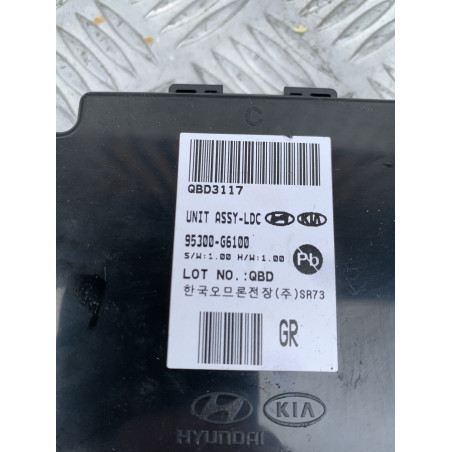 C
QBD3117
UNIT ASSY-LDC KIA
95300-G6100
S/W:1.00 H/W:1.00 Pb
LOT NO.:QBD
한국오므론전장(주)SR73
GR
KIA
HYUNDAI